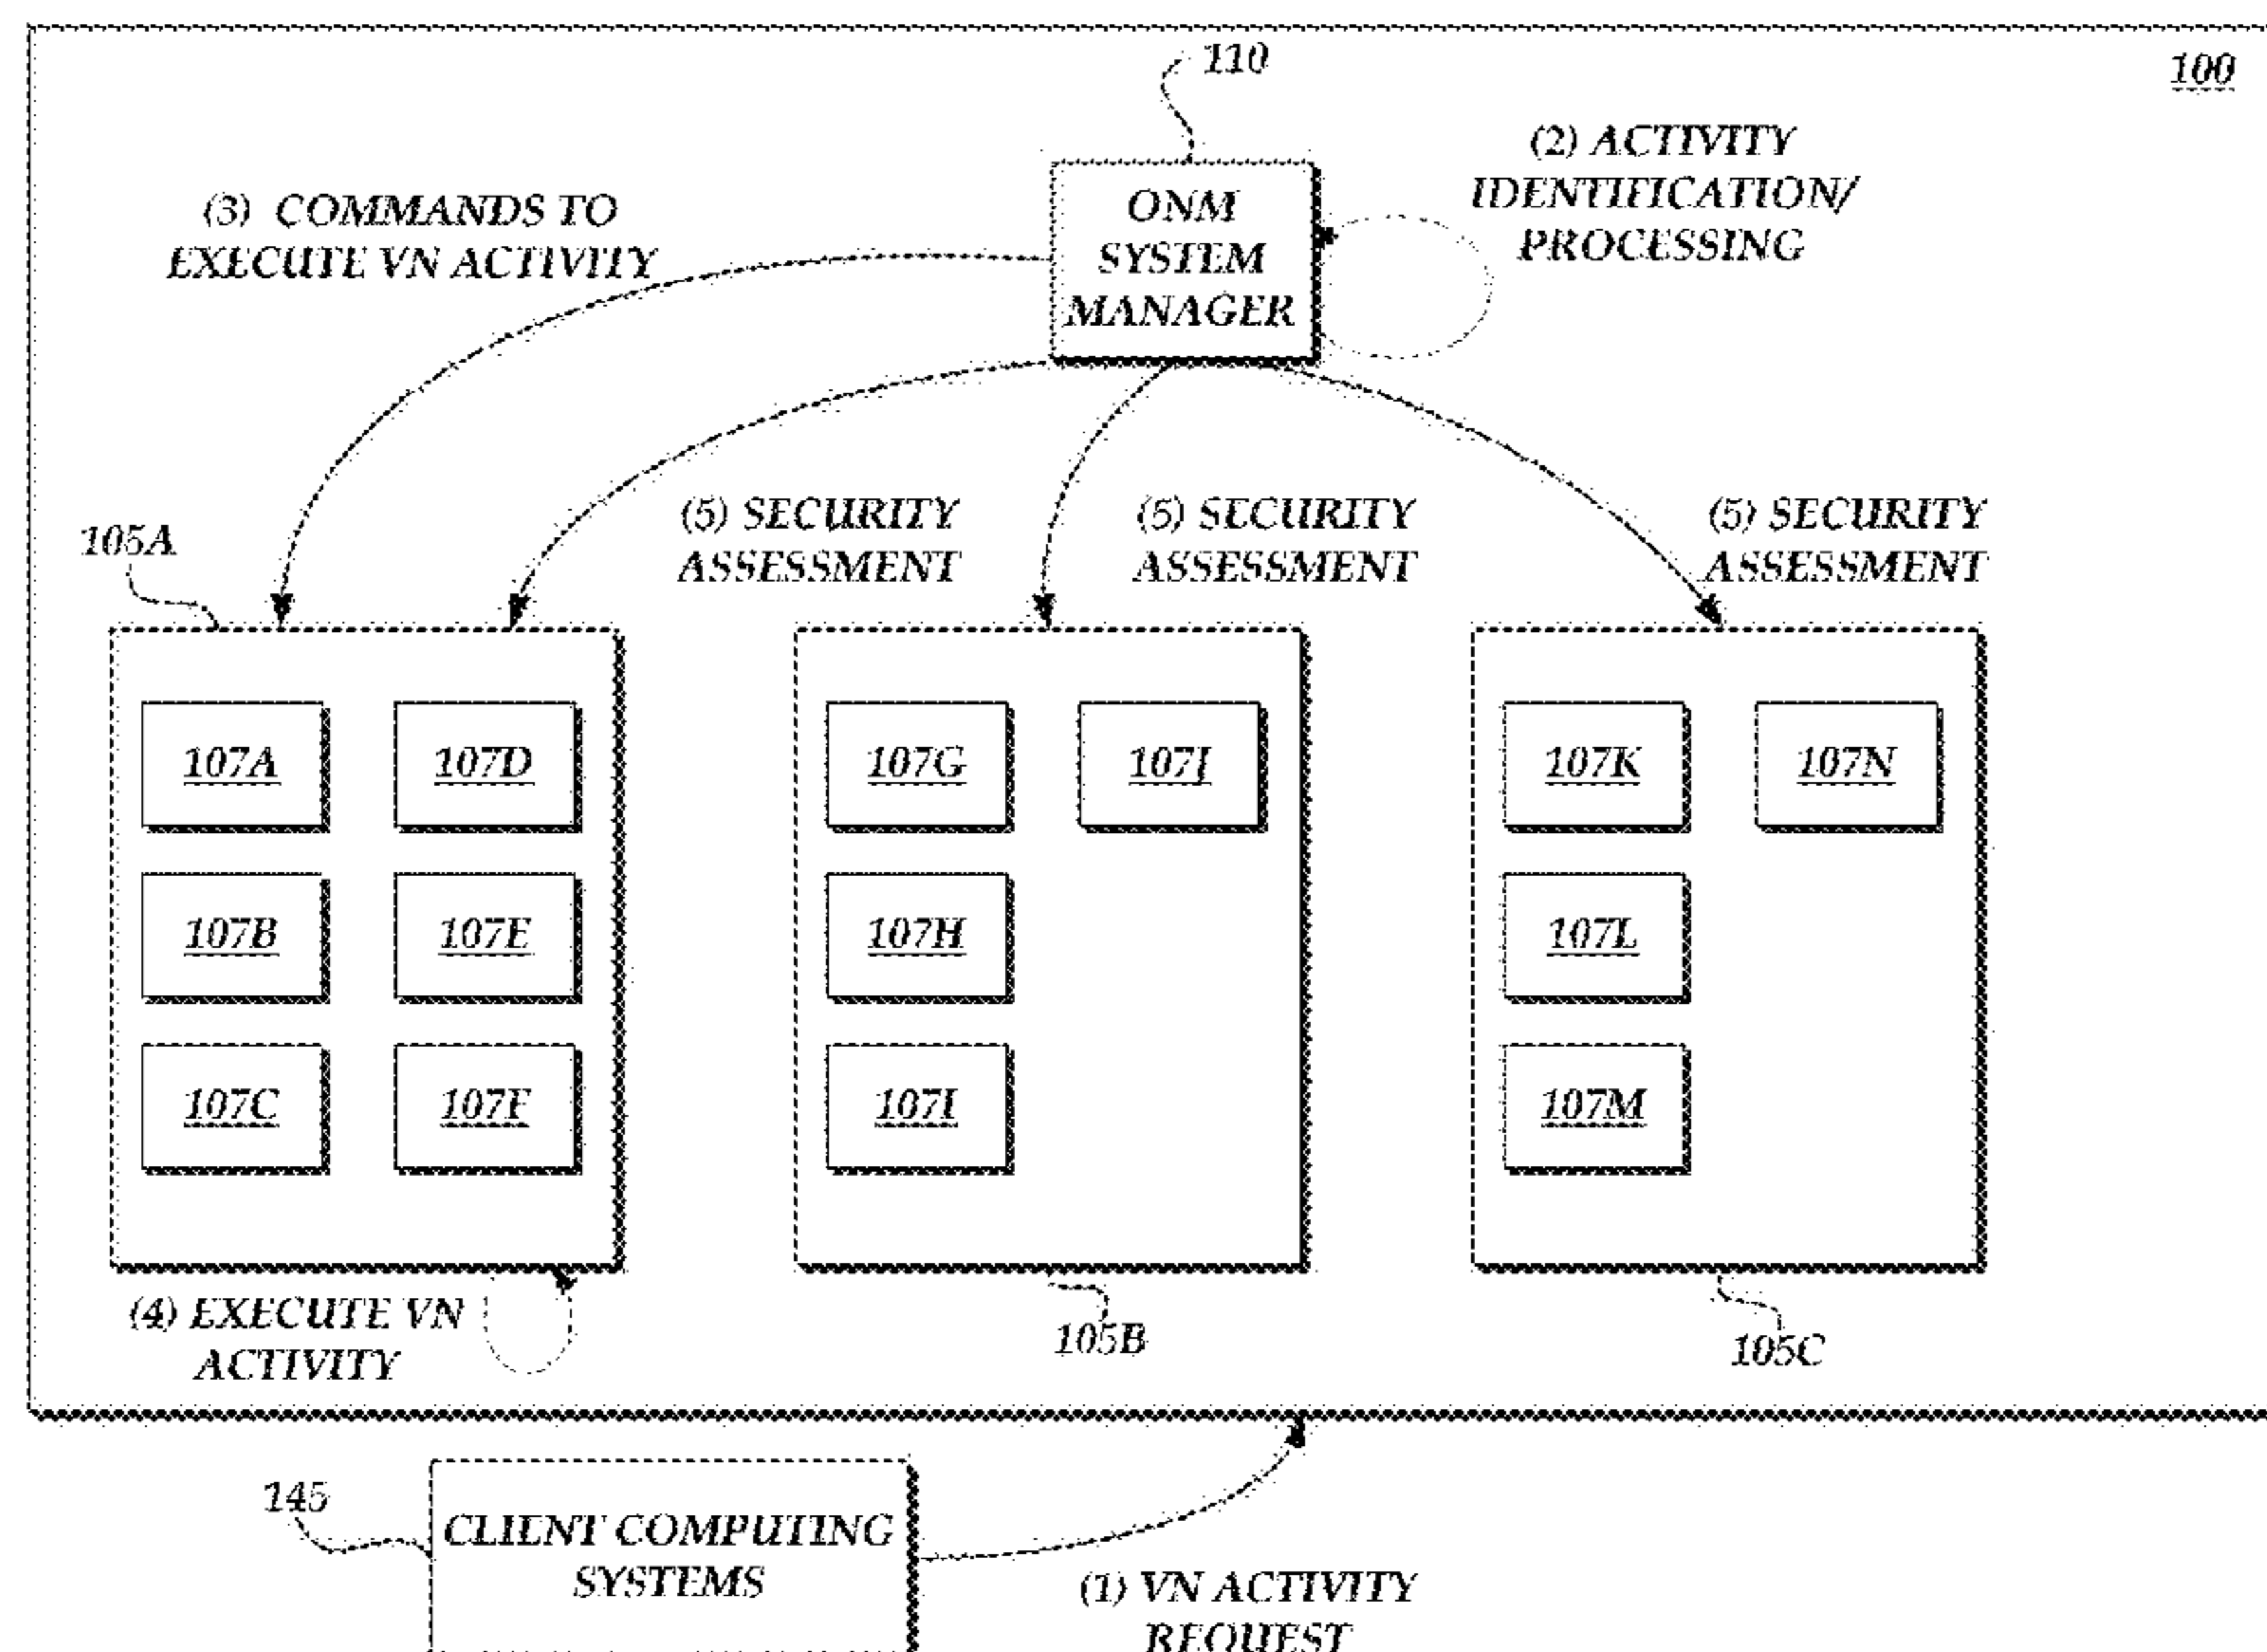 110
100
(2) ACTIVITY
IDENTIFICATION/
PROCESSING
(3) COMMANDS TO
EXECUTE VN ACTIVITY
ONM
SYSTEM
MANAGER
(5) SECURITY
ASSESSMENT
(5) SECURITY
ASSESSMENT
(5) SECURITY
ASSESSMENT
105A
107A
107D
107B
107E
107C
107F
107G
107J
107H
107I
107K
107N
107L
107M
(4) EXECUTE VN
ACTIVITY
105B
105C
145
CLIENT COMPUTING
SYSTEMS
(1) VN ACTIVITY
REQUEST